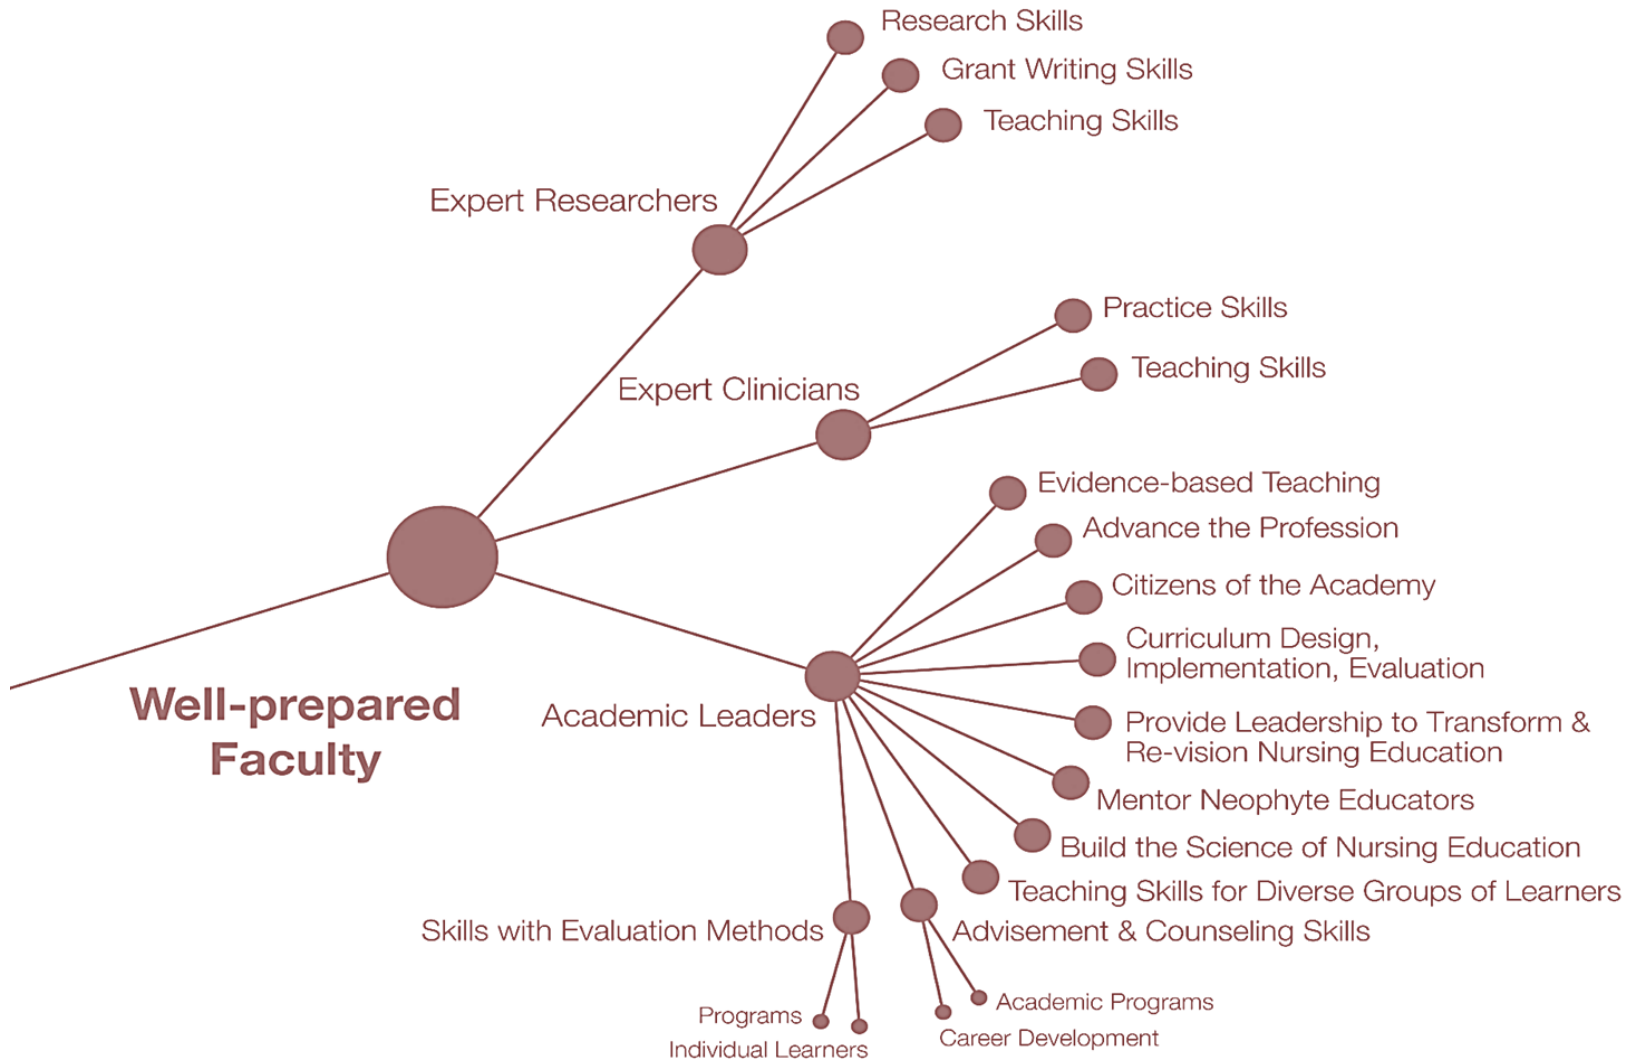 Research Skills
Grant Writing Skills
Teaching Skills
Expert Researchers
Practice Skills
Teaching Skills
Expert Clinicians
Evidence-based Teaching
Advance the Profession
Citizens of the Academy
Curriculum Design,
Implementation, Evaluation
Well-prepared
Faculty
Academic Leaders
Provide Leadership to Transform &
Re-vision Nursing Education
Mentor Neophyte Educators
Build the Science of Nursing Education
Teaching Skills for Diverse Groups of Learners
Skills with Evaluation Methods
Advisement & Counseling Skills
Programs
Individual Learners
Academic Programs
Career Development